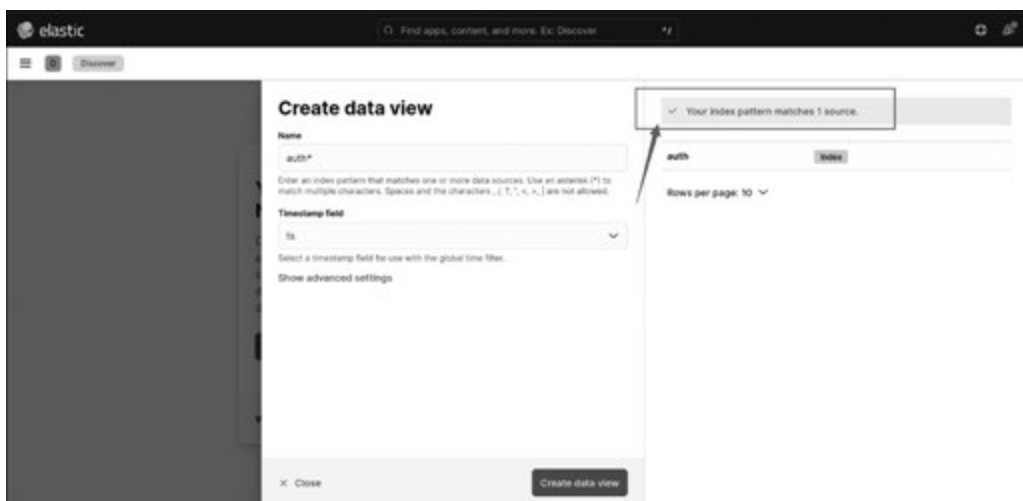 elastic
Find apps, content, and more. Ex: Discover
*/
D
Discover
Create data view
Name
auth*
Enter an index pattern that matches one or more data sources. Use an asterisk (*) to
match multiple characters. Spaces and the characters , /, ?, ", <, >, | are not allowed.
Timestamp field
ts
Select a timestamp field for use with the global time filter.
Show advanced settings
Close
Create data view
Your index pattern matches 1 source.
auth
Index
Rows per page: 10